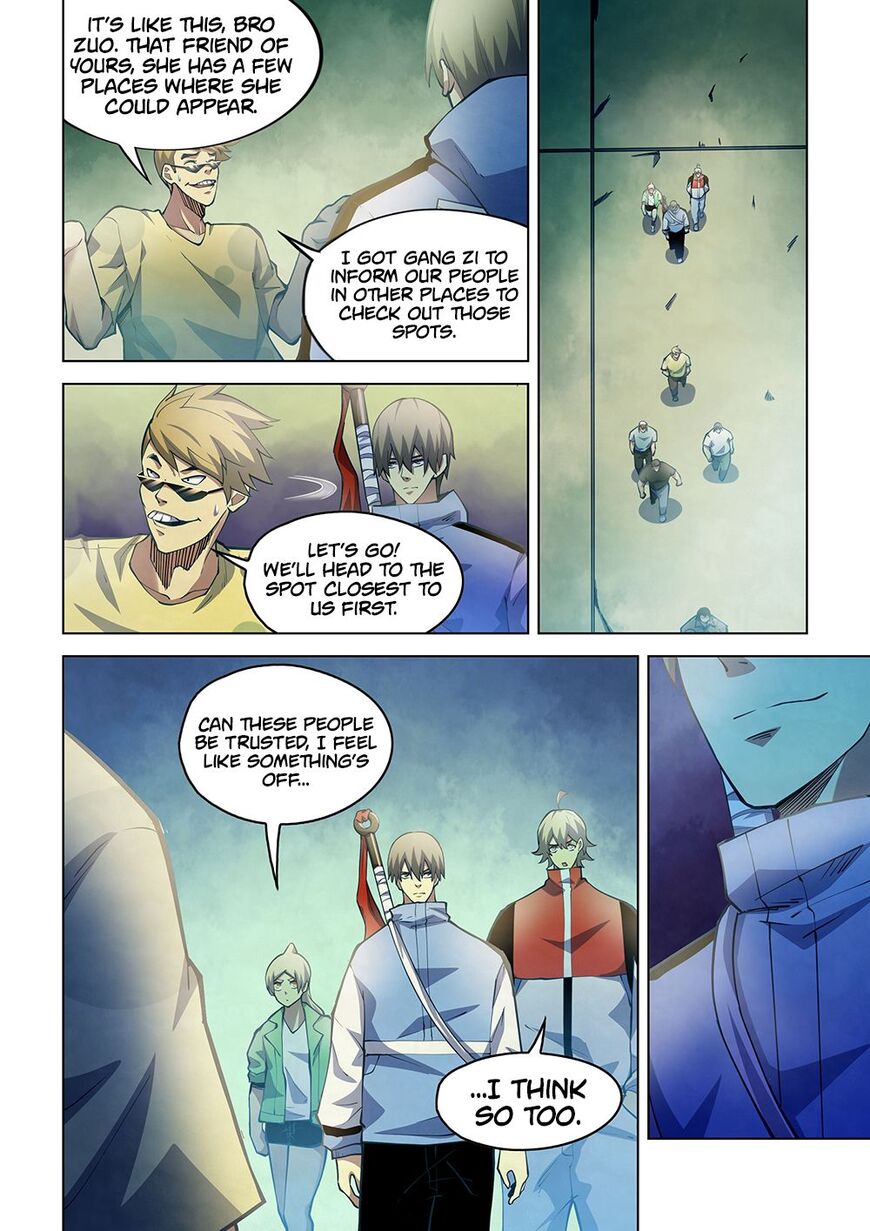 IT'S LIKE THIS, BRO
ZUO. THAT FRIEND OF
YOURS, SHE HAS A FEW
PLACES WHERE SHE
COULD APPEAR.
I GOT GANG ZI TO
INFORM OUR PEOPLE
IN OTHER PLACES TO
CHECK OUT THOSE
SPOTS.
LET'S GO!
WE'LL HEAD TO THE
SPOT CLOSEST TO
US FIRST.
CAN THESE PEOPLE
BE TRUSTED, I FEEL
LIKE SOMETHING'S
OFF...
...I THINK
SO TOO.